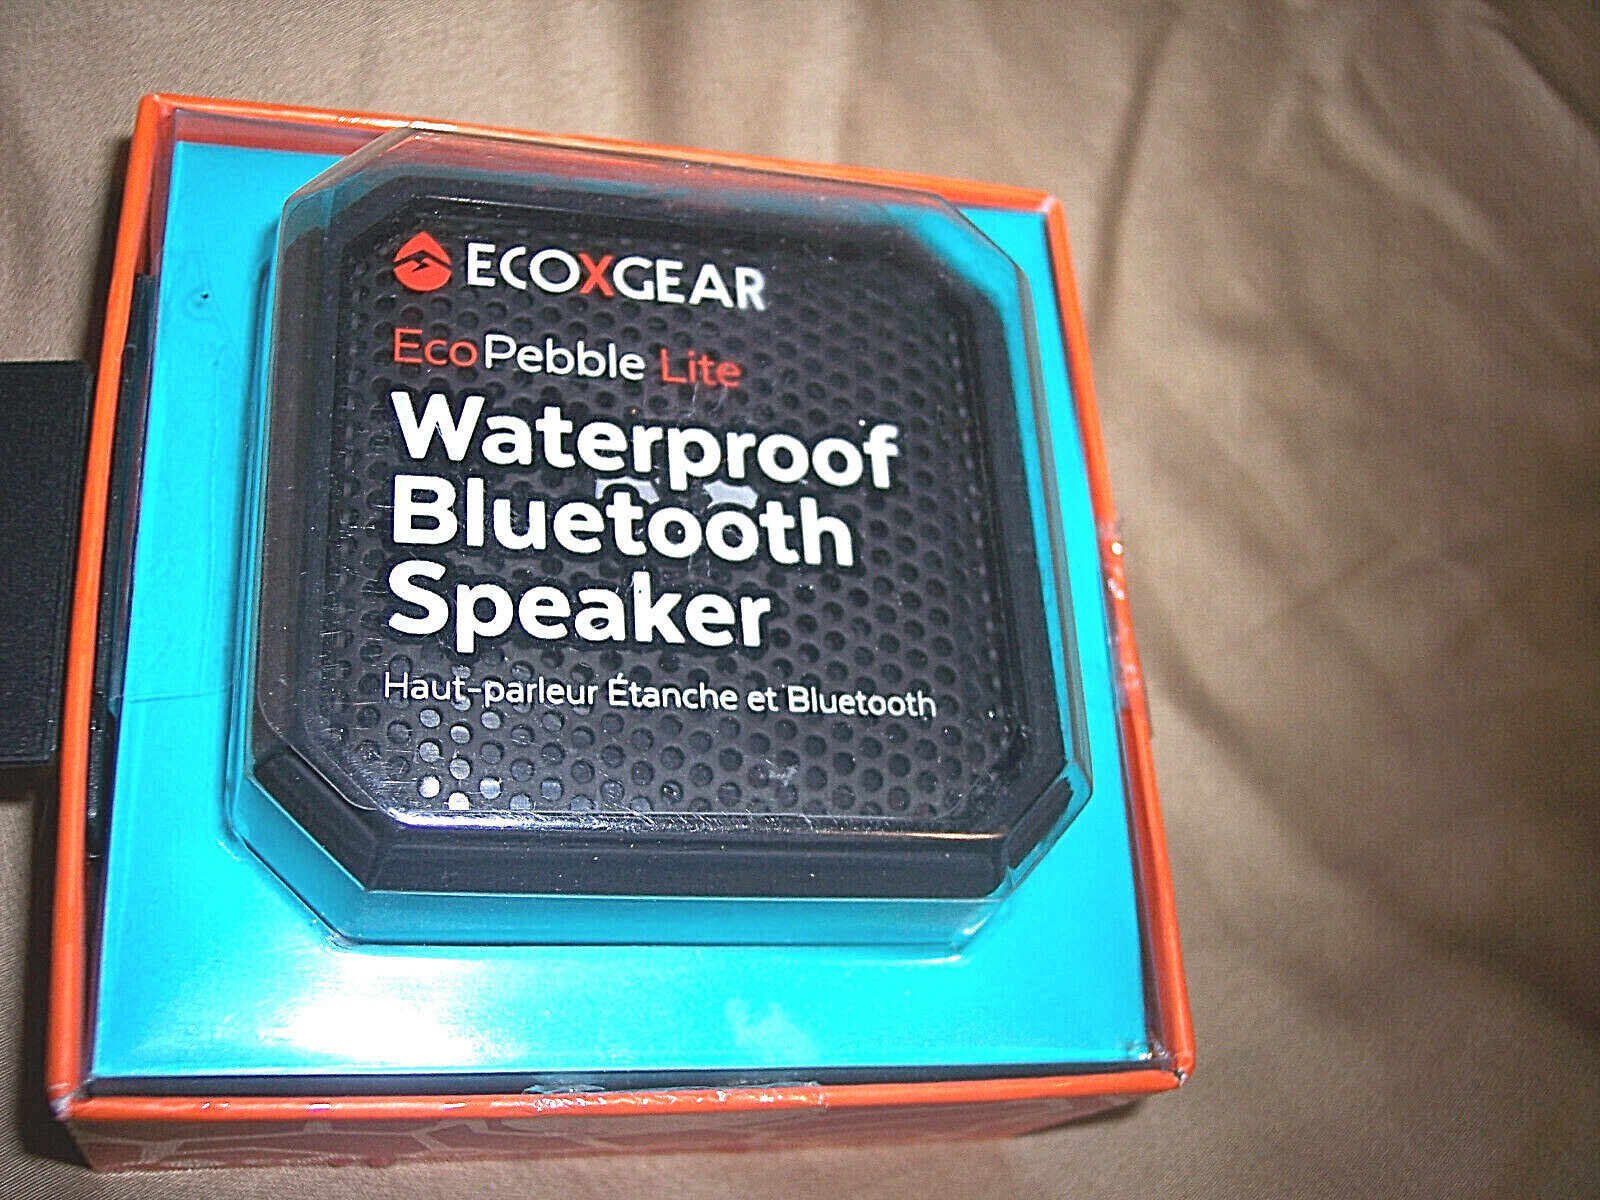 ECOXGEAR
EcoPebble Lite
Waterproof
Bluetooth
Speaker
Haut-parleur Étanche et Bluetooth